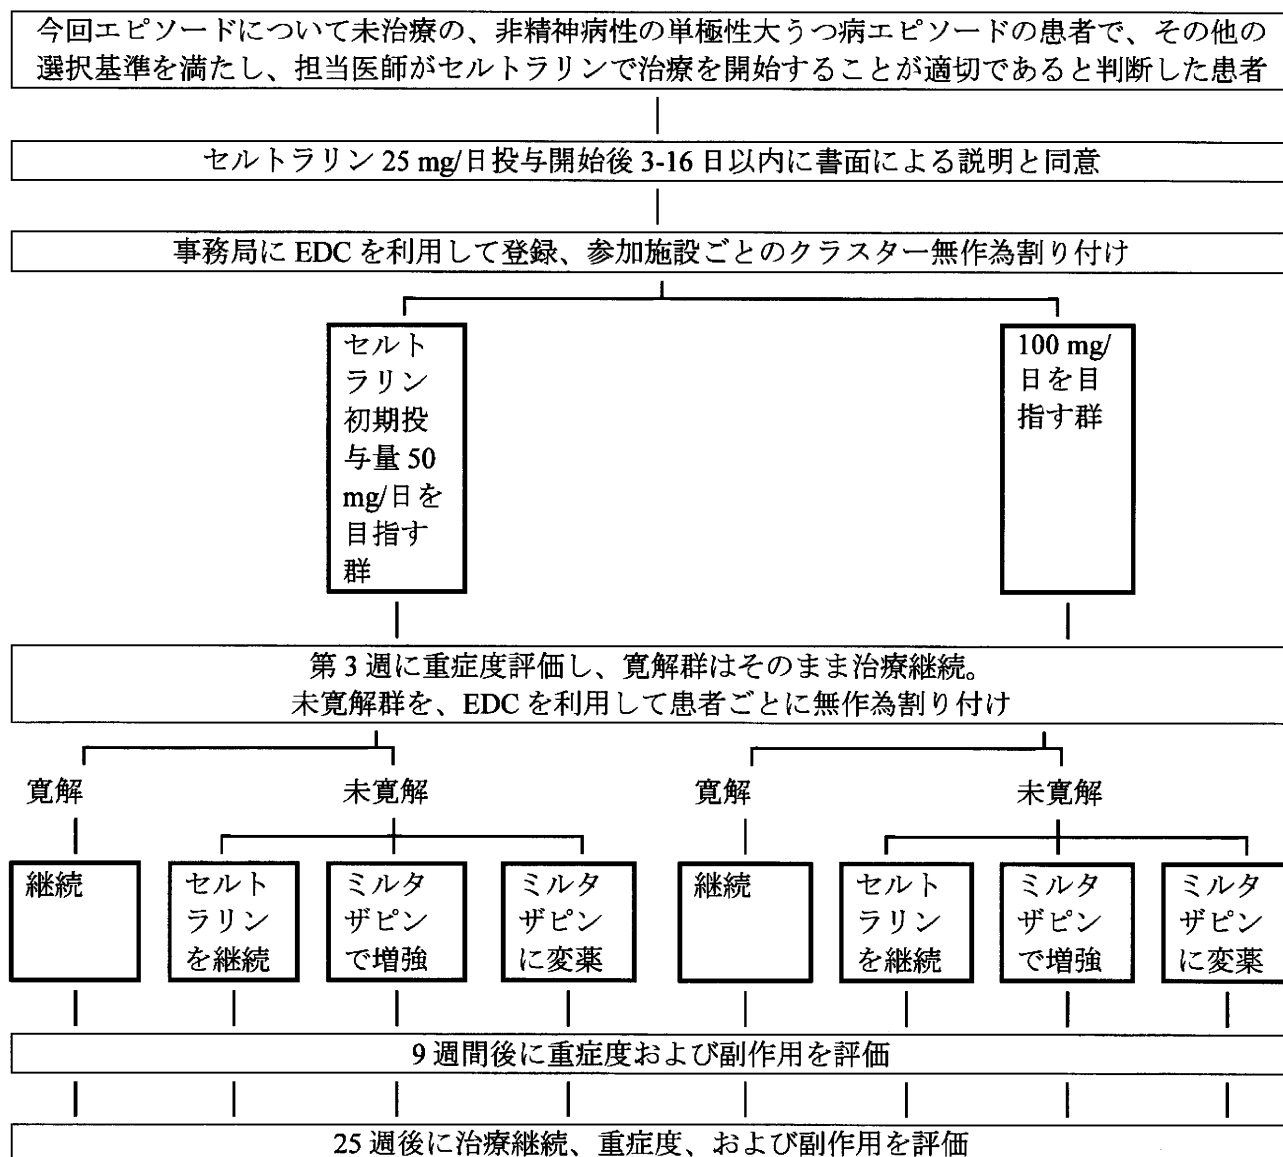 今回エピソードについて未治療の、非精神病性の単極性大うつ病エピソードの患者で、その他の
選択基準を満たし、担当医師がセルトラリンで治療を開始することが適切であると判断した患者
セルトラリン 25 mg/日投与開始後 3-16 日以内に書面による説明と同意
事務局に EDC を利用して登録、参加施設ごとのクラスター無作為割り付け
セルト
ラリン
初期投
与量 50
mg/日を
目指す
群
100 mg/
日を目
指す群
第 3 週に重症度評価し、寛解群はそのまま治療継続。
未寛解群を、EDC を利用して患者ごとに無作為割り付け
寛解
未寛解
寛解
未寛解
継続
セルト
ラリン
を継続
ミルタ
ザピン
で増強
ミルタ
ザピン
に変薬
継続
セルト
ラリン
を継続
ミルタ
ザピン
で増強
ミルタ
ザピン
に変薬
9 週間後に重症度および副作用を評価
25 週後に治療継続、重症度、および副作用を評価